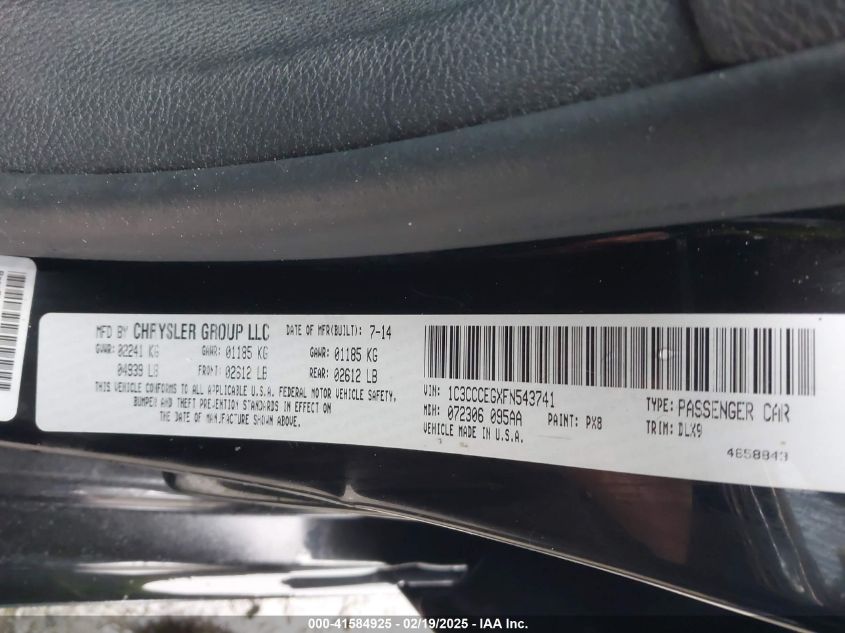 MFD BY CHRYSLER GROUP LLC DATE OF MFR(BUILT): 7-14
GVWR: 02241 KG GAWR: 01185 KG GAWR: 01185 KG
04939 LB FRONT: 02612 LB REAR: 02612 LB
THIS VEHICLE CONFORMS TO ALL APPLICABLE U.S.A. FEDERAL MOTOR VEHICLE SAFETY,
BUMPER AND THEFT PREVENTION STANDARDS IN EFFECT ON
THE DATE OF MANUFACTURE SHOWN ABOVE.
VIN: 1C3CCCEGXFN543741 TYPE: PASSENGER CAR
MDH: 072306 095AA PAINT: PX8 TRIM: DLX9
VEHICLE MADE IN U.S.A.
4658843
000-41584925 - 02/19/2025 - IAA Inc.